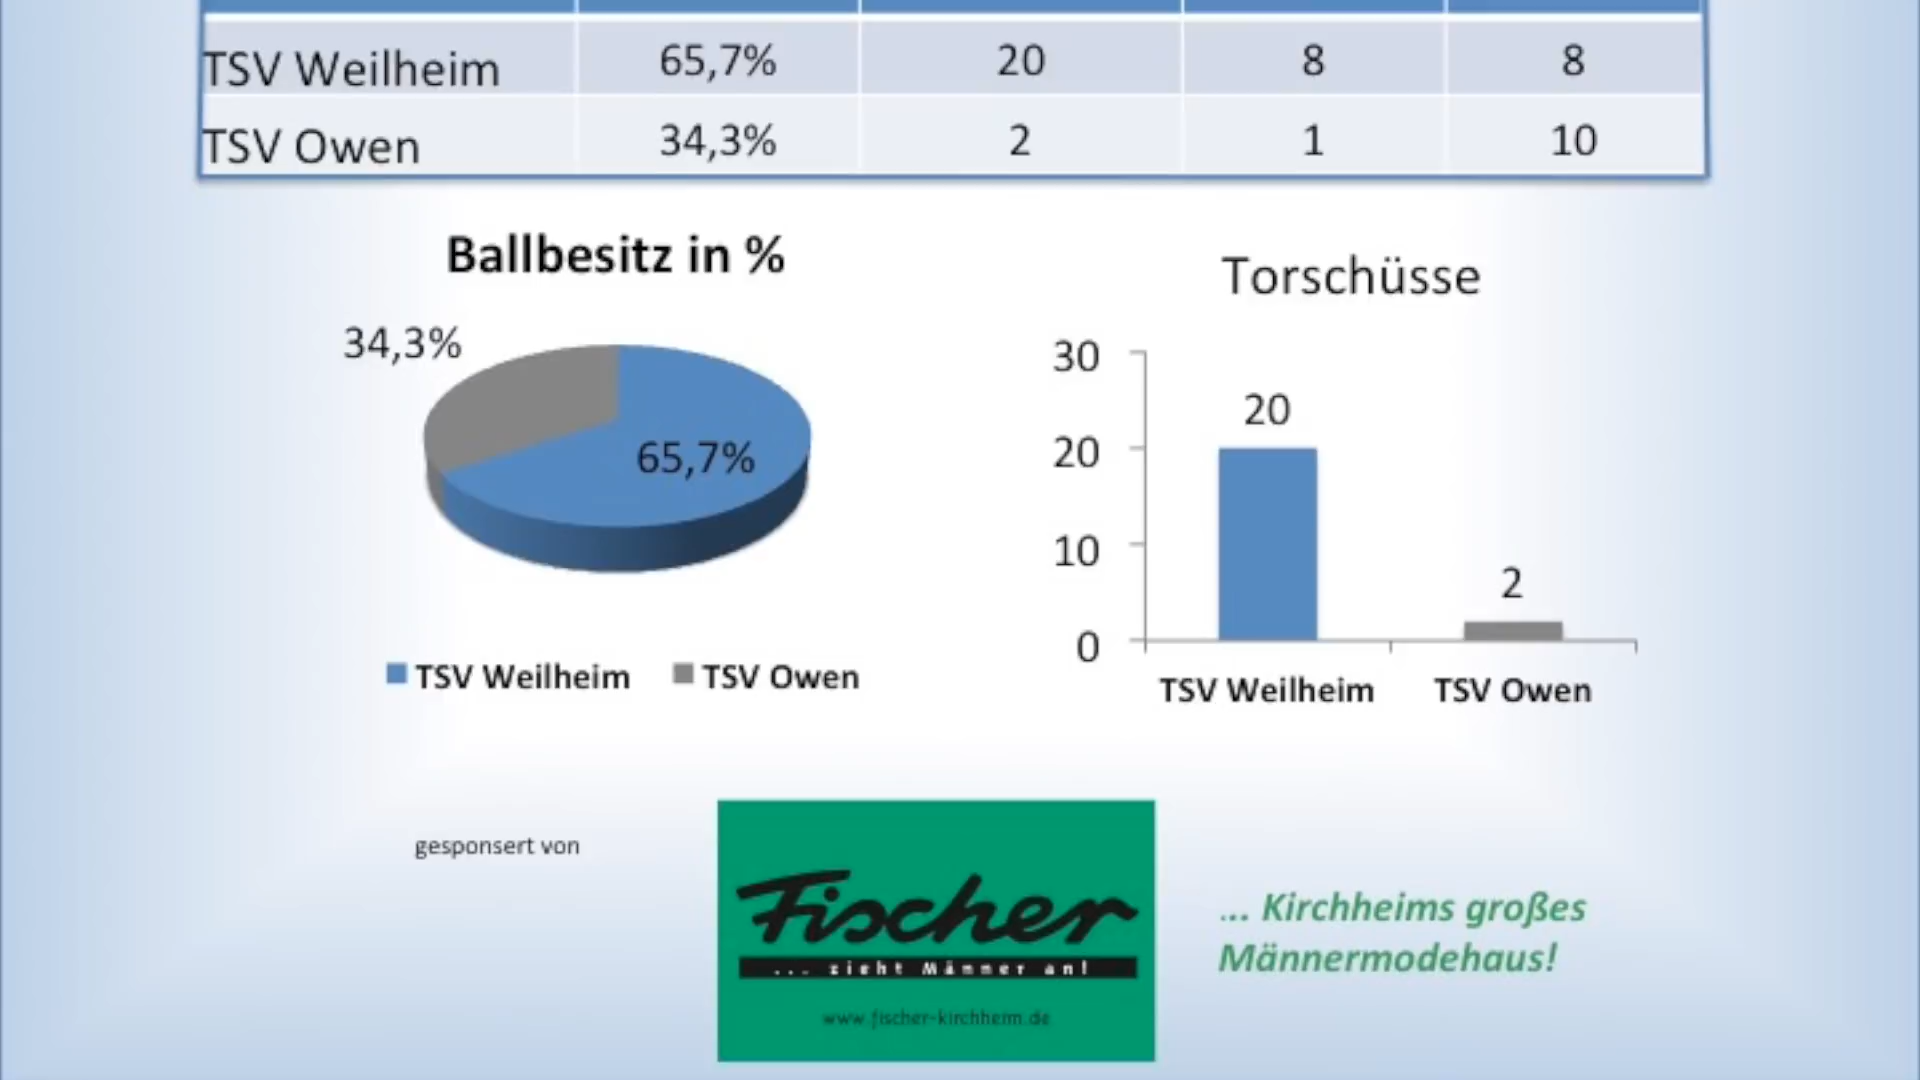 TSV Weilheim 65,7% 20 8 8
TSV Owen 34,3% 2 1 10
Ballbesitz in %
34,3%
65,7%
TSV Weilheim TSV Owen
Torschüsse
30
20
10
0
20
2
TSV Weilheim TSV Owen
gesponsert von
Fischer
... zieht Männer an!
www.fischer-kirchheim.de
... Kirchheims großes
Männermodehaus!